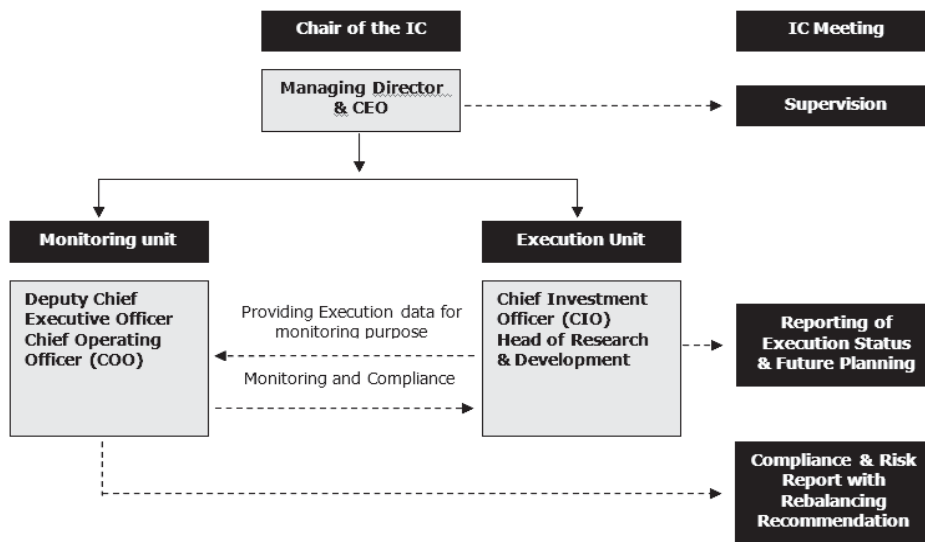 Chair of the IC
IC Meeting
Managing Director
& CEO
Supervision
Monitoring unit
Execution Unit
Deputy Chief
Executive Officer
Chief Operating
Officer (COO)
Providing Execution data for
monitoring purpose
Monitoring and Compliance
Chief Investment
Officer (CIO)
Head of Research
& Development
Reporting of
Execution Status
& Future Planning
Compliance & Risk
Report with
Rebalancing
Recommendation